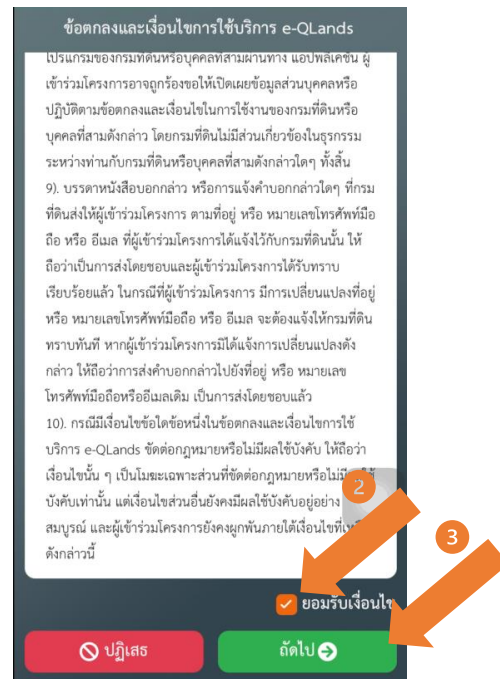 ข้อตกลงและเงื่อนไขการใช้บริการ e-QLands
โปรแกรมของกรมที่ดินหรือบุคคลที่สามผ่านทาง แอปพลิเคชัน ผู้
เข้าร่วมโครงการอาจถูกร้องขอให้เปิดเผยข้อมูลส่วนบุคคลหรือ
ปฏิบัติตามข้อตกลงและเงื่อนไขในการใช้งานของกรมที่ดินหรือ
บุคคลที่สามดังกล่าว โดยกรมที่ดินไม่มีส่วนเกี่ยวข้องในธุรกรรม
ระหว่างท่านกับกรมที่ดินหรือบุคคลที่สามดังกล่าวใดๆ ทั้งสิ้น
9). บรรดาหนังสือบอกกล่าว หรือการแจ้งคำบอกกล่าวใดๆ ที่กรม
ที่ดินส่งให้ผู้เข้าร่วมโครงการ ตามที่อยู่ หรือ หมายเลขโทรศัพท์มือ
ถือ หรือ อีเมล ที่ผู้เข้าร่วมโครงการได้แจ้งไว้กับกรมที่ดินนั้น ให้
ถือว่าเป็นการส่งโดยชอบและผู้เข้าร่วมโครงการได้รับทราบ
เรียบร้อยแล้ว ในกรณีที่ผู้เข้าร่วมโครงการ มีการเปลี่ยนแปลงที่อยู่
หรือ หมายเลขโทรศัพท์มือถือ หรือ อีเมล จะต้องแจ้งให้กรมที่ดิน
ทราบทันที หากผู้เข้าร่วมโครงการมิได้แจ้งการเปลี่ยนแปลงดัง
กล่าว ให้ถือว่าการส่งคำบอกกล่าวไปยังที่อยู่ หรือ หมายเลข
โทรศัพท์มือถือหรืออีเมลเดิม เป็นการส่งโดยชอบแล้ว
10). กรณีมีเงื่อนไขข้อใดข้อหนึ่งในข้อตกลงและเงื่อนไขการใช้
บริการ e-QLands ขัดต่อกฎหมายหรือไม่มีผลใช้บังคับ ให้ถือว่า
เงื่อนไขนั้น ๆ เป็นโมฆะเฉพาะส่วนที่ขัดต่อกฎหมายหรือไม่มี
2
บังคับเท่านั้น แต่เงื่อนไขส่วนอื่นยังคงมีผลใช้บังคับอยู่อย่าง
สมบูรณ์ และผู้เข้าร่วมโครงการยังคงผูกพันภายใต้เงื่อนไข
3
ดังกล่าวนี้
ยอมรับเงื่อนไข
ปฏิเสธ
ถัดไป